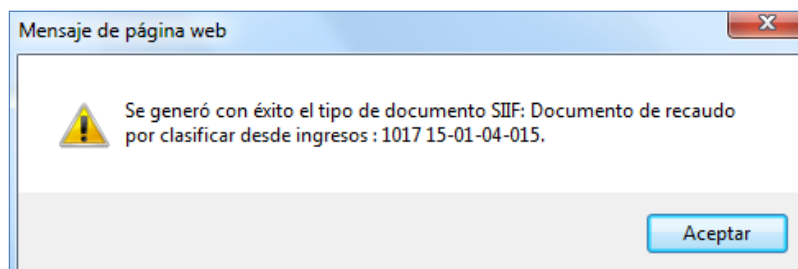 Mensaje de página web
Se generó con éxito el tipo de documento SIIF: Documento de recaudo
por clasificar desde ingresos : 1017 15-01-04-015.
Aceptar